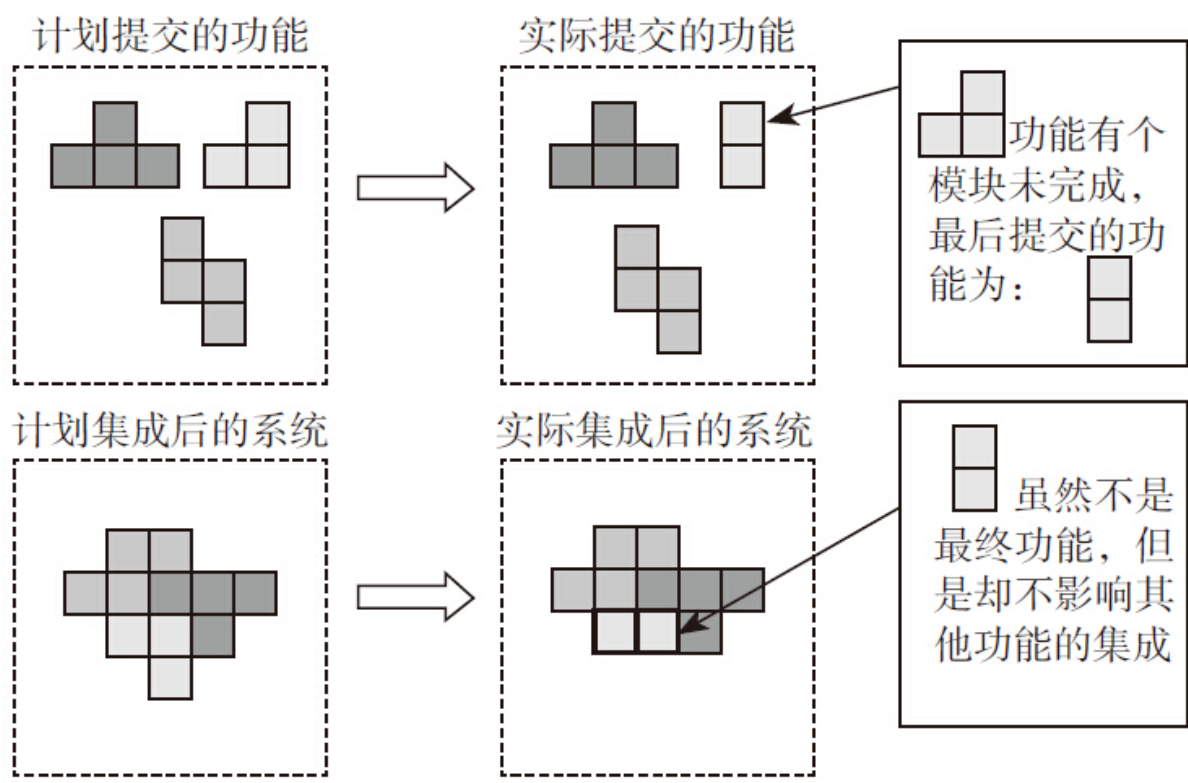 计划提交的功能
实际提交的功能
功能有个
模块未完成，
最后提交的功
能为：
计划集成后的系统
实际集成后的系统
虽然不是
最终功能，但
是却不影响其
他功能的集成